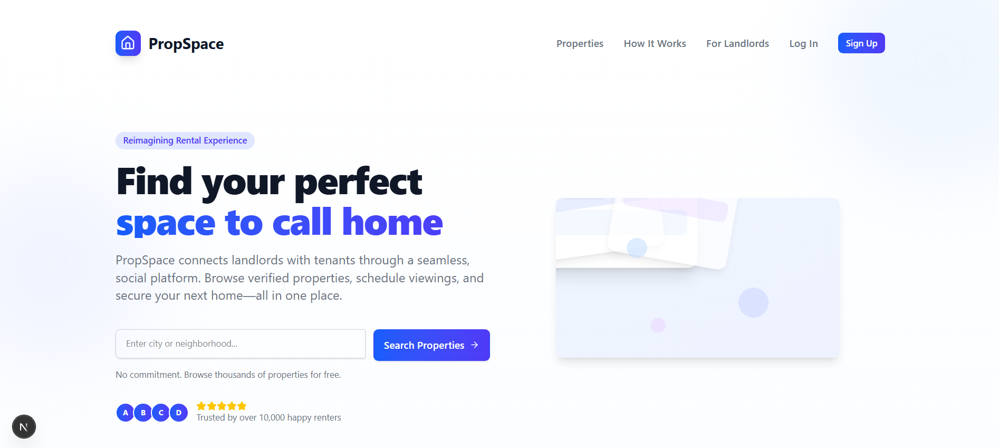 PropSpace
Properties
How It Works
For Landlords
Log In
Sign Up
Reimagining Rental Experience
Find your perfect
space to call home
PropSpace connects landlords with tenants through a seamless,
social platform. Browse verified properties, schedule viewings, and
secure your next home—all in one place.
Enter city or neighborhood...
Search Properties
No commitment. Browse thousands of properties for free.
A B C D
Trusted by over 10,000 happy renters
N